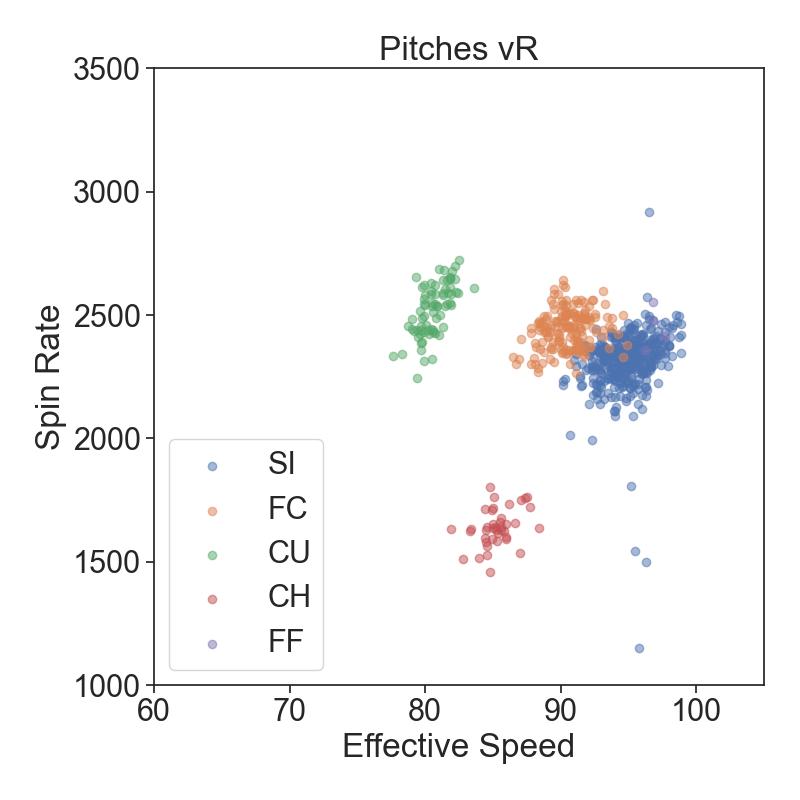 Pitches vR
3500
3000
2500
2000
1500
1000
Spin Rate
SI
FC
CU
CH
FF
60 70 80 90 100
Effective Speed